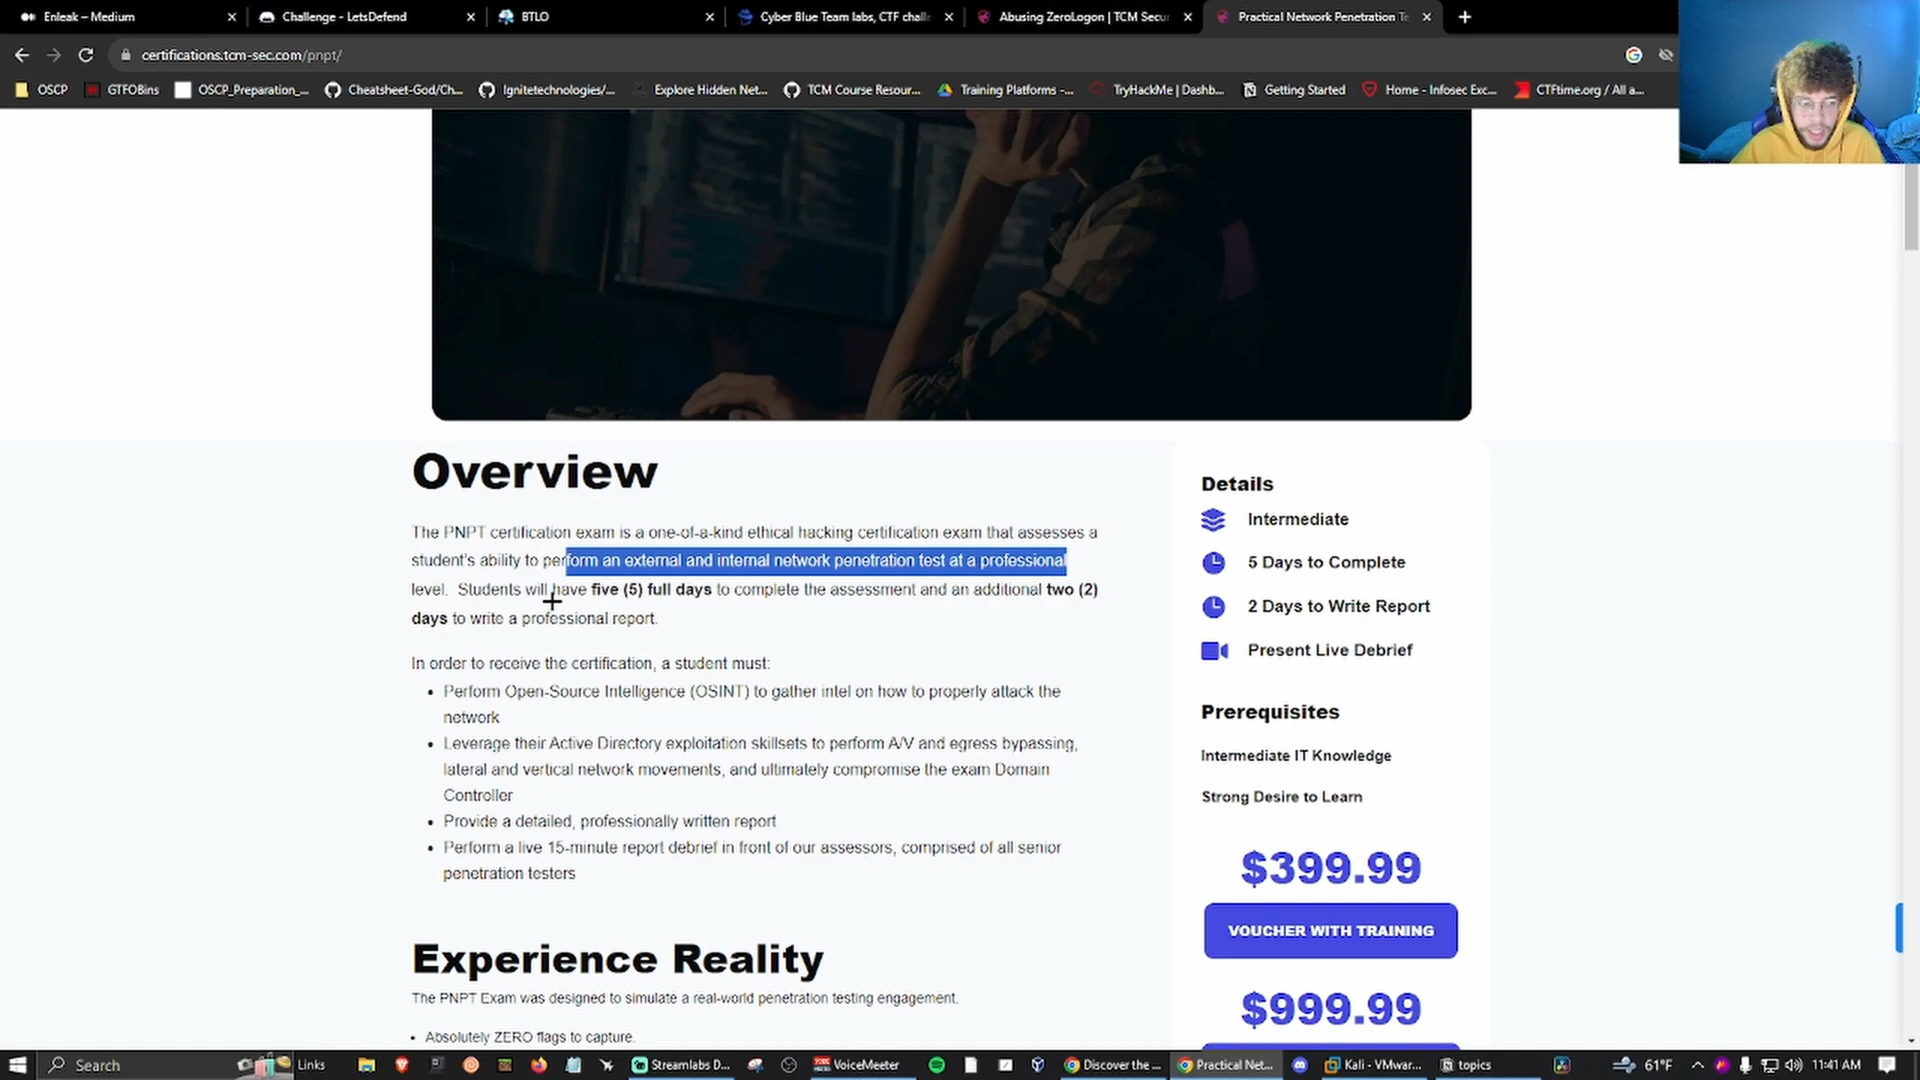 Enleak – Medium
Challenge - LetsDefend
BTLO
Cyber Blue Team labs, CTF chall
Abusing ZeroLogon | TCM Secu
Practical Network Penetration Te
certifications.tcm-sec.com/pnpt/
OSCP
GTFOBins
OSCP_Preparation_...
Cheatsheet-God/Ch...
Ignitetechnologies/...
Explore Hidden Net...
TCM Course Resour...
Training Platforms -...
TryHackMe | Dashb...
Getting Started
Home - Infosec Exc...
CTFtime.org / All a...
Overview
The PNPT certification exam is a one-of-a-kind ethical hacking certification exam that assesses a
student's ability to perform an external and internal network penetration test at a professional
level. Students will have five (5) full days to complete the assessment and an additional two (2)
days to write a professional report.
In order to receive the certification, a student must:
• Perform Open-Source Intelligence (OSINT) to gather intel on how to properly attack the
network
• Leverage their Active Directory exploitation skillsets to perform A/V and egress bypassing,
lateral and vertical network movements, and ultimately compromise the exam Domain
Controller
• Provide a detailed, professionally written report
• Perform a live 15-minute report debrief in front of our assessors, comprised of all senior
penetration testers
Experience Reality
The PNPT Exam was designed to simulate a real-world penetration testing engagement.
• Absolutely ZERO flags to capture.
Details
Intermediate
5 Days to Complete
2 Days to Write Report
Present Live Debrief
Prerequisites
Intermediate IT Knowledge
Strong Desire to Learn
$399.99
VOUCHER WITH TRAINING
$999.99
Search
Links
Streamlabs D...
VoiceMeeter
Discover the ...
Practical Net...
Kali - VMwar...
topics
61°F
11:41 AM